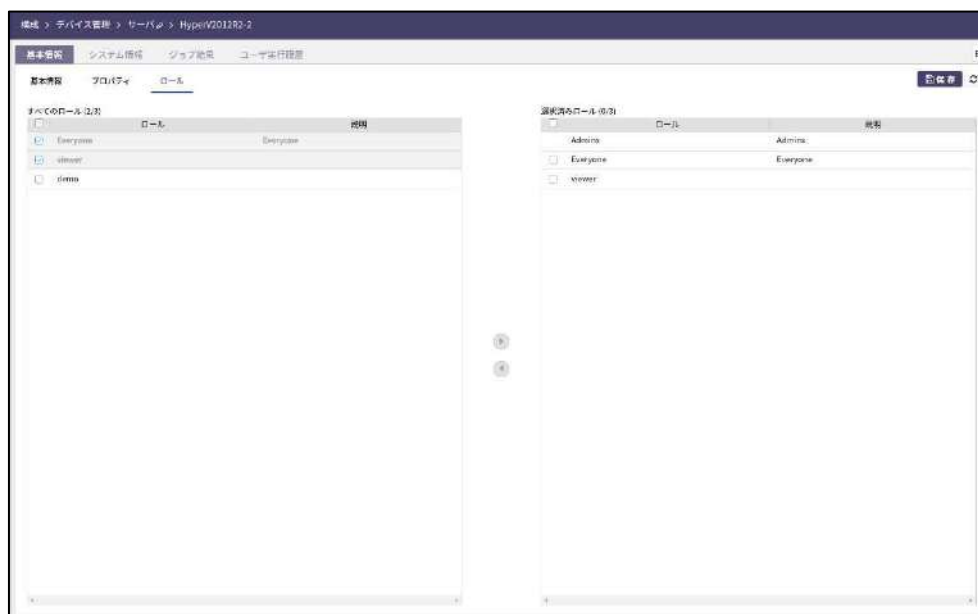 構成 > デバイス管理 > サーバ > HyperV2012R2-2
基本情報 システム情報 ジョブ結果 ユーザ実行履歴
基本情報 プロパティ ロール 保存
すべてのロール (2/3)
ロール 説明
Everyone Everyone
viewer
demo
選択済みロール (0/3)
ロール 説明
Admins Admins
Everyone Everyone
viewer